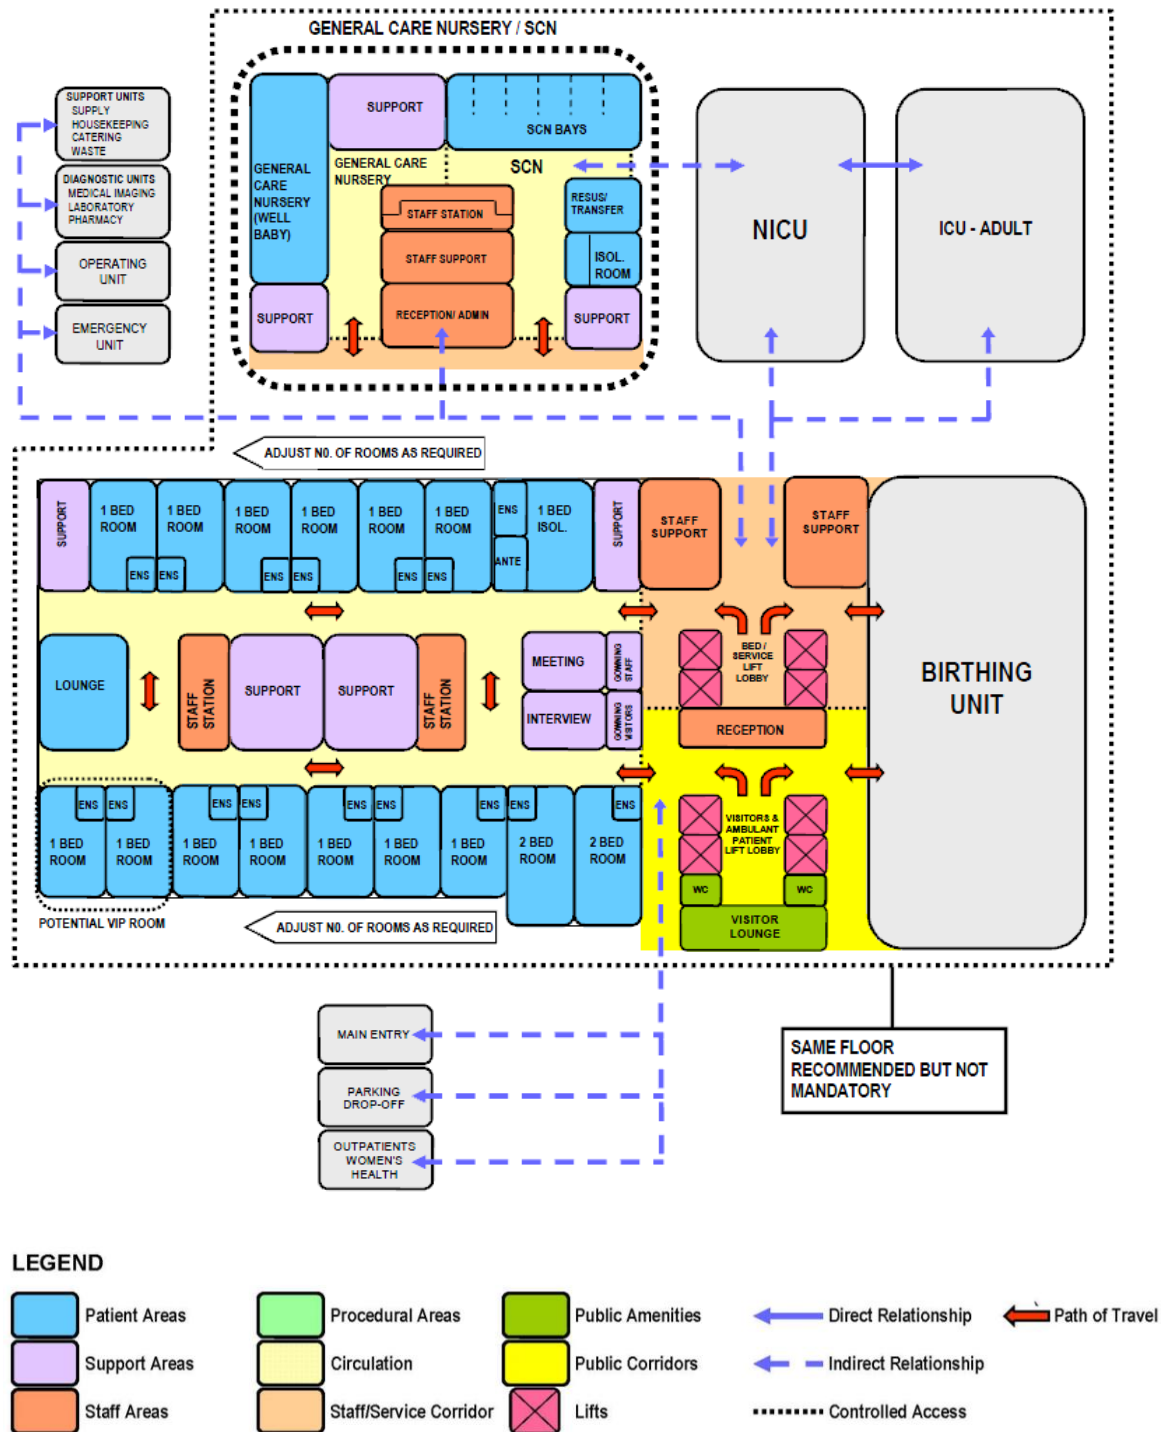 GENERAL CARE NURSERY / SCN
SUPPORT UNITS
SUPPLY
HOUSEKEEPING
CATERING
WASTE
DIAGNOSTIC UNITS
MEDICAL IMAGING
LABORATORY
PHARMACY
OPERATING
UNIT
EMERGENCY
UNIT
GENERAL
CARE
NURSERY
(WELL
BABY)
SUPPORT
SCN BAYS
GENERAL CARE
NURSERY
SCN
STAFF STATION
STAFF SUPPORT
RECEPTION/ ADMIN
RESUS/
TRANSFER
ISOL.
ROOM
SUPPORT
SUPPORT
NICU
ICU - ADULT
ADJUST N0. OF ROOMS AS REQUIRED
SUPPORT
1 BED
ROOM
1 BED
ROOM
1 BED
ROOM
1 BED
ROOM
1 BED
ROOM
1 BED
ROOM
ENS
ENS
ENS
ENS
ENS
ENS
ENS
ANTE
1 BED
ISOL.
SUPPORT
STAFF
SUPPORT
STAFF
SUPPORT
LOUNGE
STAFF
STATION
SUPPORT
SUPPORT
STAFF
STATION
MEETING
GOWNING
STAFF
INTERVIEW
GOWNING
VISITORS
BED /
SERVICE
LIFT
LOBBY
RECEPTION
BIRTHING
UNIT
ENS
ENS
ENS
ENS
ENS
ENS
ENS
ENS
ENS
1 BED
ROOM
1 BED
ROOM
1 BED
ROOM
1 BED
ROOM
1 BED
ROOM
1 BED
ROOM
1 BED
ROOM
2 BED
ROOM
2 BED
ROOM
VISITORS &
AMBULANT
PATIENT
LIFT LOBBY
WC
WC
VISITOR
LOUNGE
POTENTIAL VIP ROOM
ADJUST N0. OF ROOMS AS REQUIRED
MAIN ENTRY
PARKING
DROP-OFF
OUTPATIENTS
WOMEN'S
HEALTH
SAME FLOOR
RECOMMENDED BUT NOT
MANDATORY
LEGEND
Patient Areas
Procedural Areas
Public Amenities
Direct Relationship
Path of Travel
Support Areas
Circulation
Public Corridors
Indirect Relationship
Staff Areas
Staff/Service Corridor
Lifts
Controlled Access